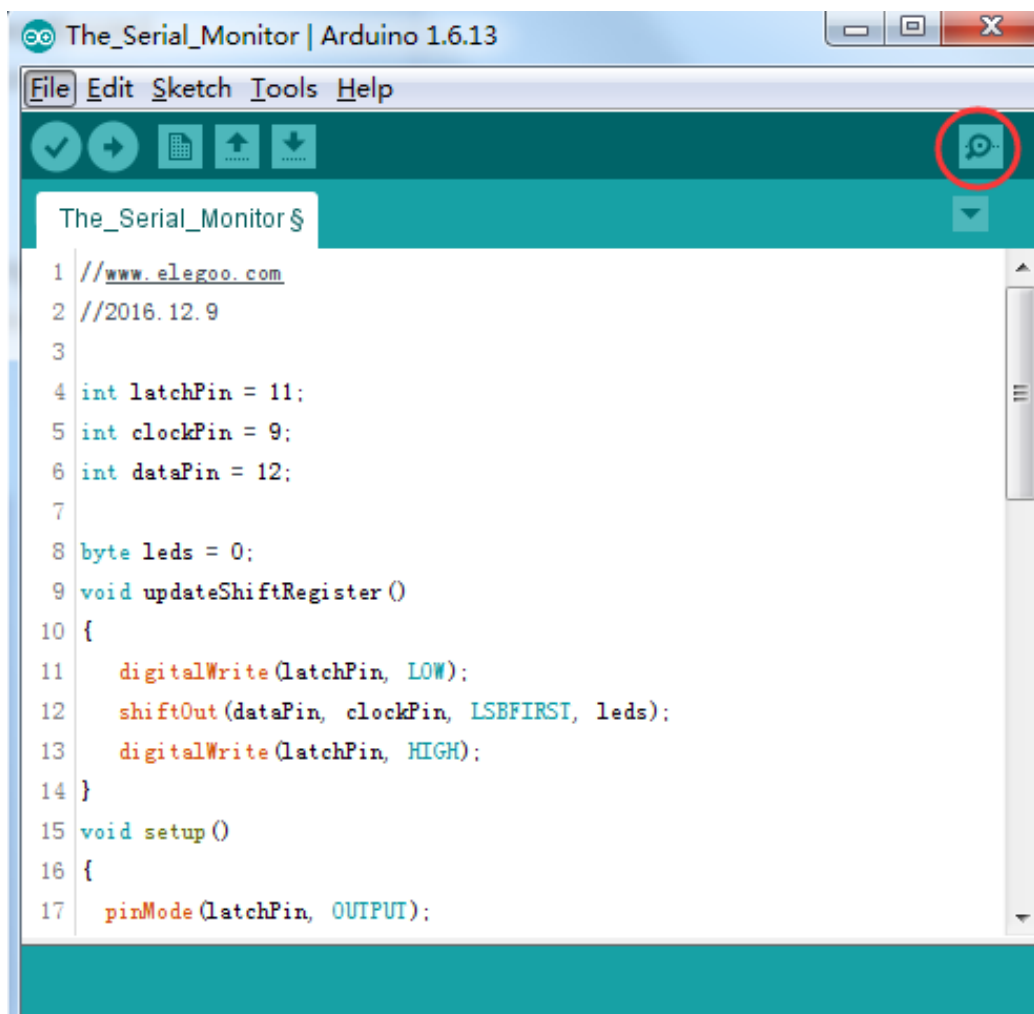 The_Serial_Monitor | Arduino 1.6.13
File Edit Sketch Tools Help
The_Serial_Monitor §
1 //www.elegoo.com
2 //2016.12.9
3
4 int latchPin = 11;
5 int clockPin = 9;
6 int dataPin = 12;
7
8 byte leds = 0;
9 void updateShiftRegister()
10 {
11 digitalWrite(latchPin, LOW);
12 shiftOut(dataPin, clockPin, LSBFIRST, leds);
13 digitalWrite(latchPin, HIGH);
14 }
15 void setup()
16 {
17 pinMode(latchPin, OUTPUT);